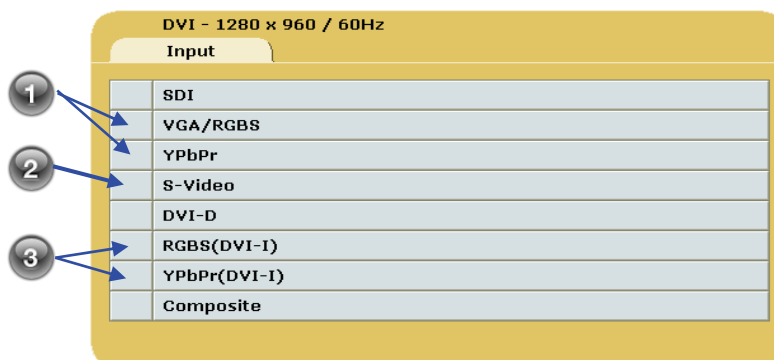 DVI - 1280 x 960 / 60Hz
Input
SDI
1
VGA/RGBS
YPbPr
2
S-Video
DVI-D
RGBS(DVI-I)
3
YPbPr(DVI-I)
Composite